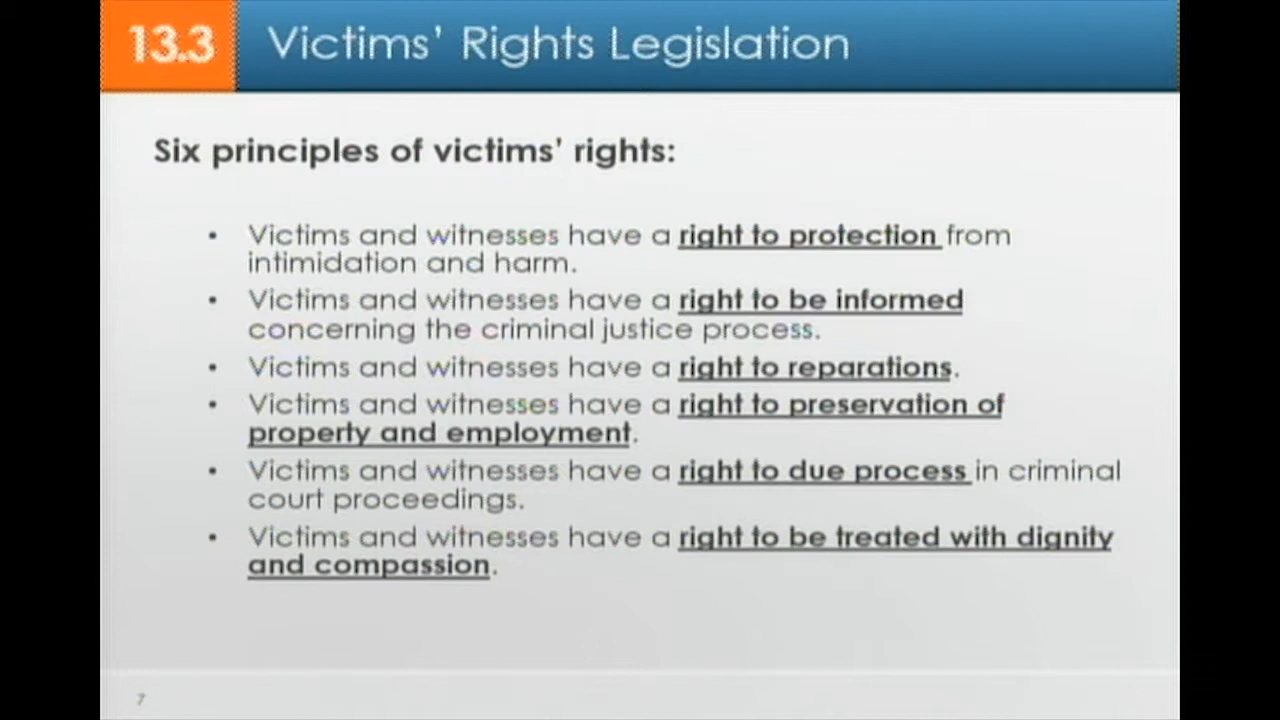 13.3 Victims’ Rights Legislation
Six principles of victims’ rights:
• Victims and witnesses have a right to protection from
intimidation and harm.
• Victims and witnesses have a right to be informed
concerning the criminal justice process.
• Victims and witnesses have a right to reparations.
• Victims and witnesses have a right to preservation of
property and employment.
• Victims and witnesses have a right to due process in criminal
court proceedings.
• Victims and witnesses have a right to be treated with dignity
and compassion.
7